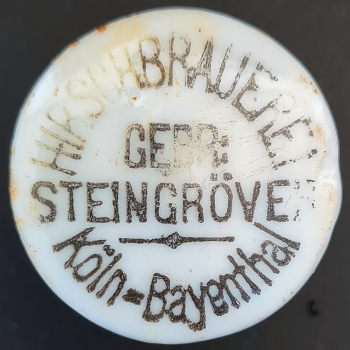 HIRSCHBRAUEREI
GEBR:
STEINGRÖVER
Köln=Bayenthal